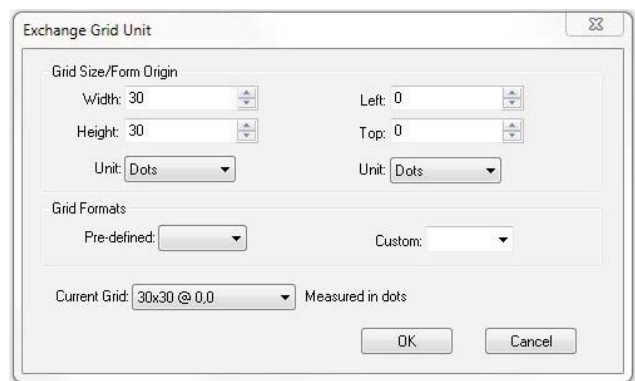 Exchange Grid Unit
Grid Size/Form Origin
Width: 30 Left: 0
Height: 30 Top: 0
Unit: Dots Unit: Dots
Grid Formats
Pre-defined: Custom:
Current Grid: 30x30 @ 0,0 Measured in dots
OK Cancel